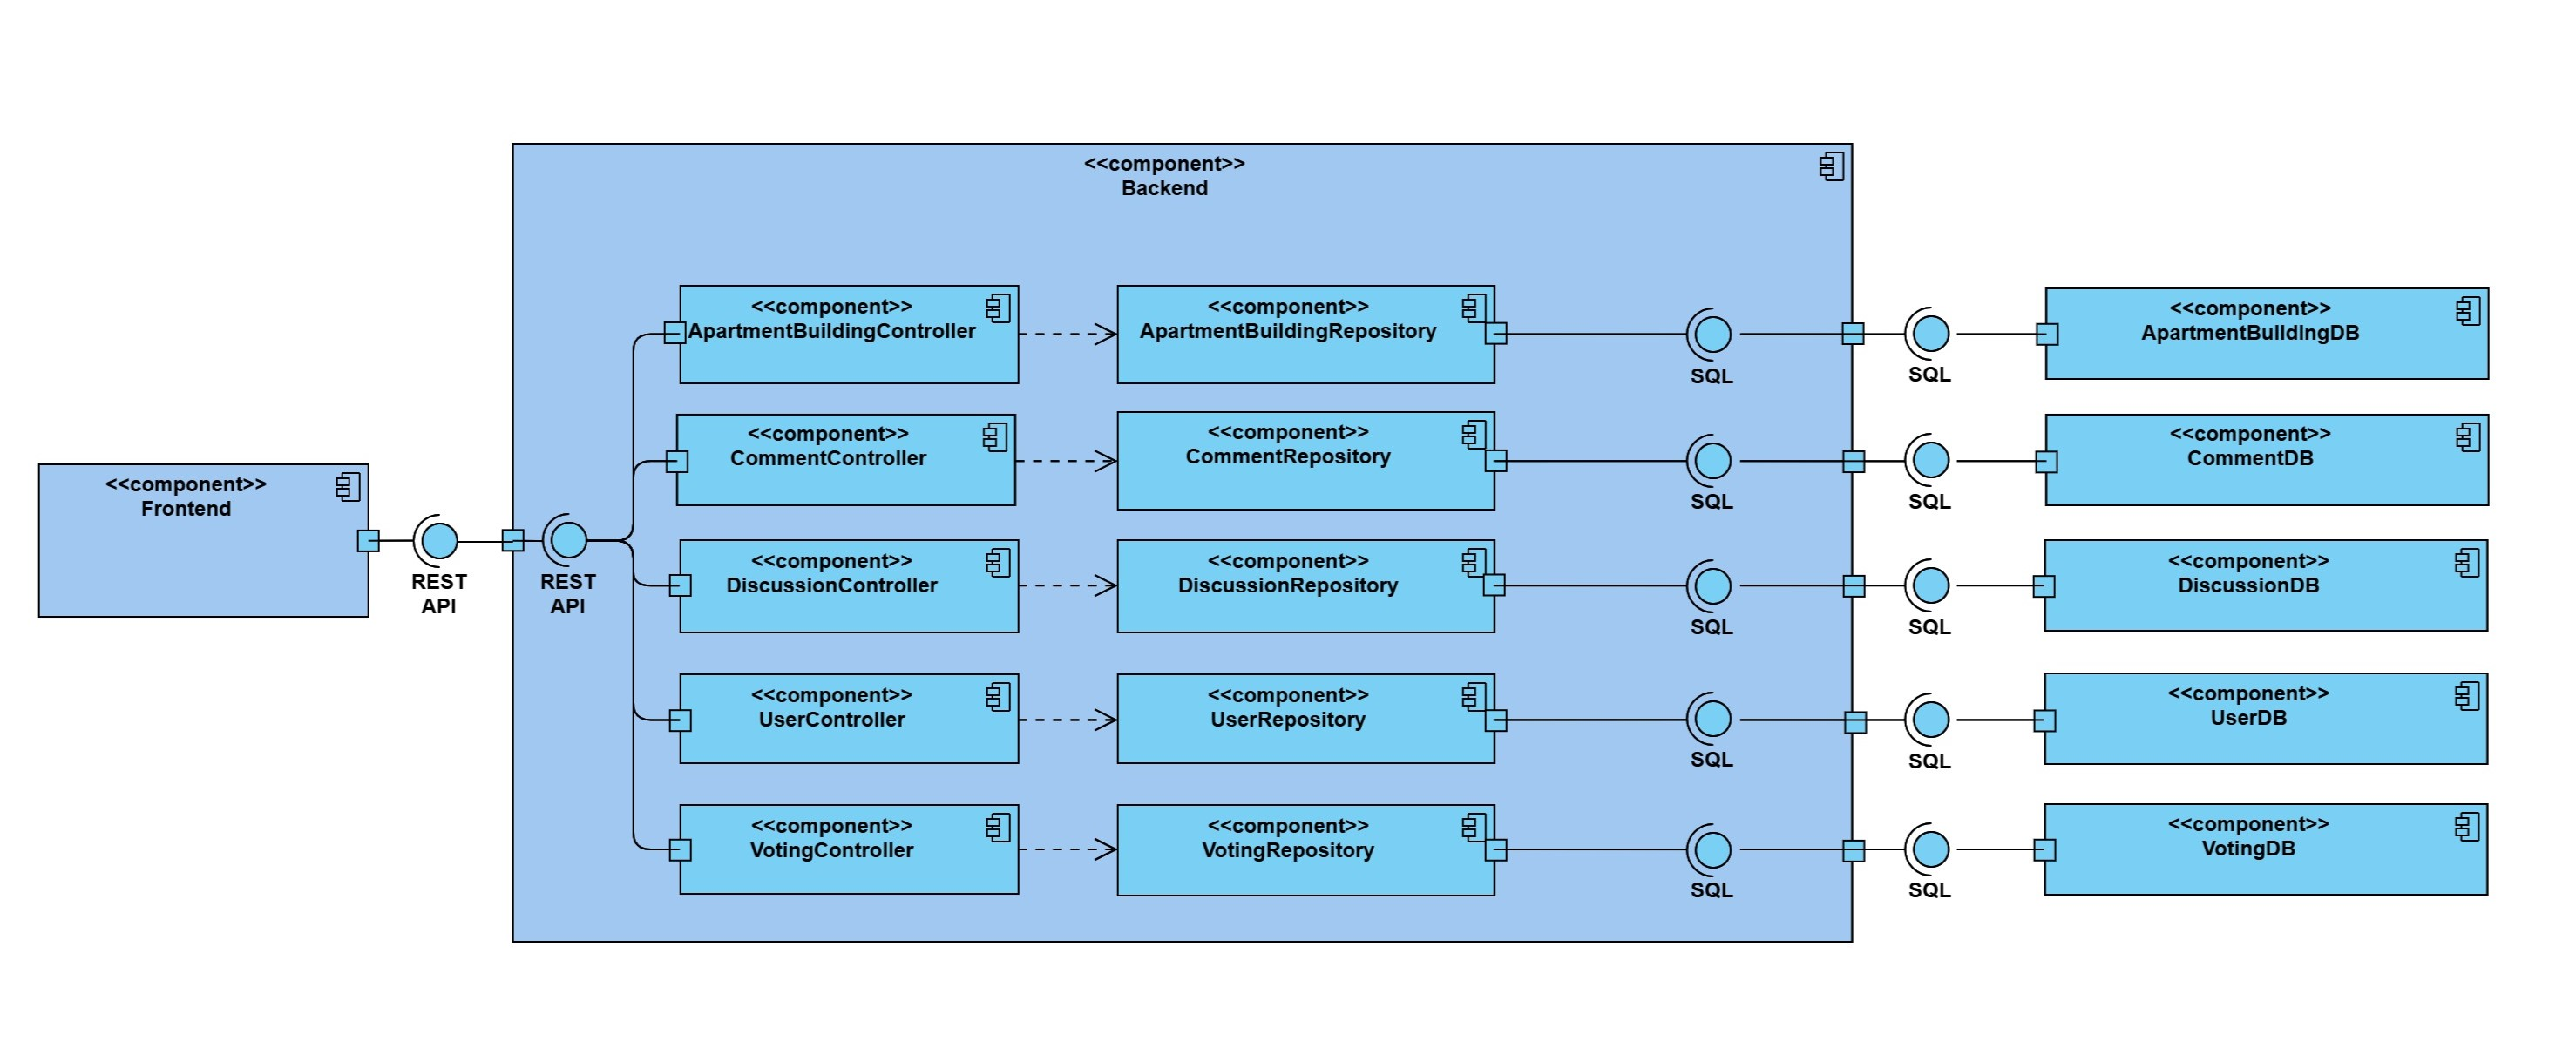 <<component>>
Backend
<<component>>
Frontend
REST
API
REST
API
<<component>>
ApartmentBuildingController
<<component>>
ApartmentBuildingRepository
SQL
SQL
<<component>>
ApartmentBuildingDB
<<component>>
CommentController
<<component>>
CommentRepository
SQL
SQL
<<component>>
CommentDB
<<component>>
DiscussionController
<<component>>
DiscussionRepository
SQL
SQL
<<component>>
DiscussionDB
<<component>>
UserController
<<component>>
UserRepository
SQL
SQL
<<component>>
UserDB
<<component>>
VotingController
<<component>>
VotingRepository
SQL
SQL
<<component>>
VotingDB